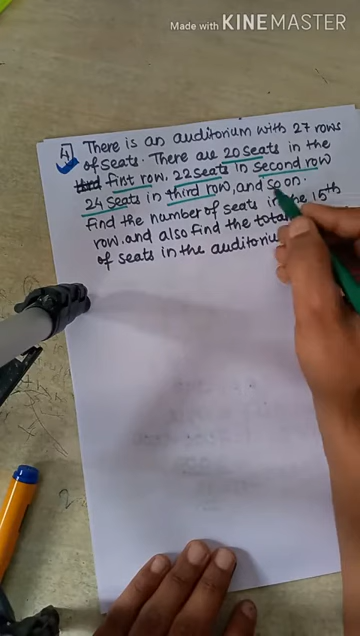 Made with KINEMASTER
4) There is an auditorium with 27 rows
of seats. There are 20 seats in the
first row, 22 seats in second row
24 seats in third row, and so on.
find the number of seats in the 15th
row. and also find the total
of seats in the